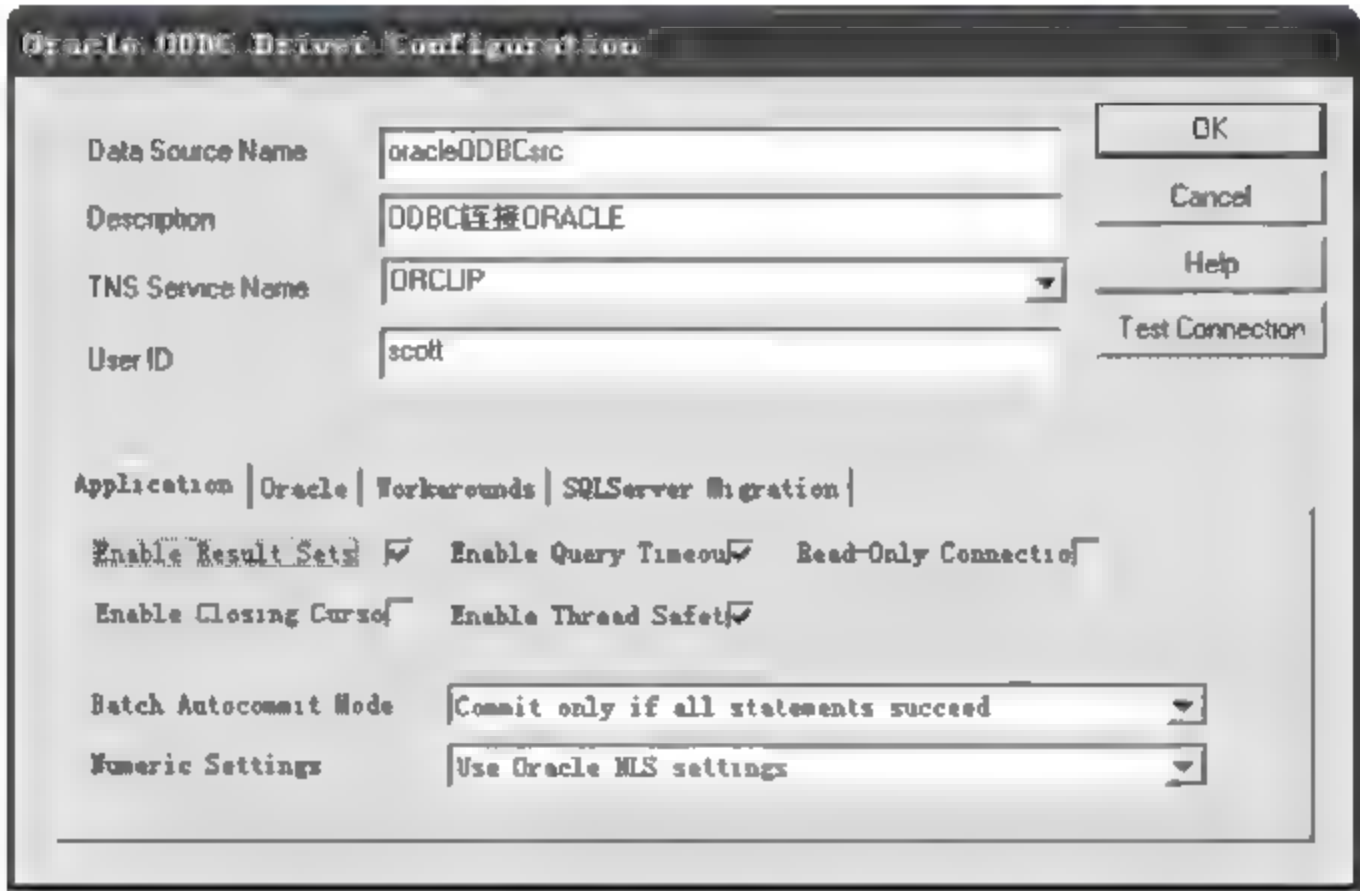 Oracle ODBC Driver Configuration
Data Source Name oracleODBCsrc OK
Description ODBC连接ORACLE Cancel
TNS Service Name Help
User ID scott Test Connection
Application Oracle Workarounds SQLServer Migration
Enable Result Sets Enable Query Timeou Read-Only Connectio
Enable Closing Curso Enable Thread Safet
Batch Autocommit Mode Commit only if all statements succeed
Numeric Settings Use Oracle NLS settings